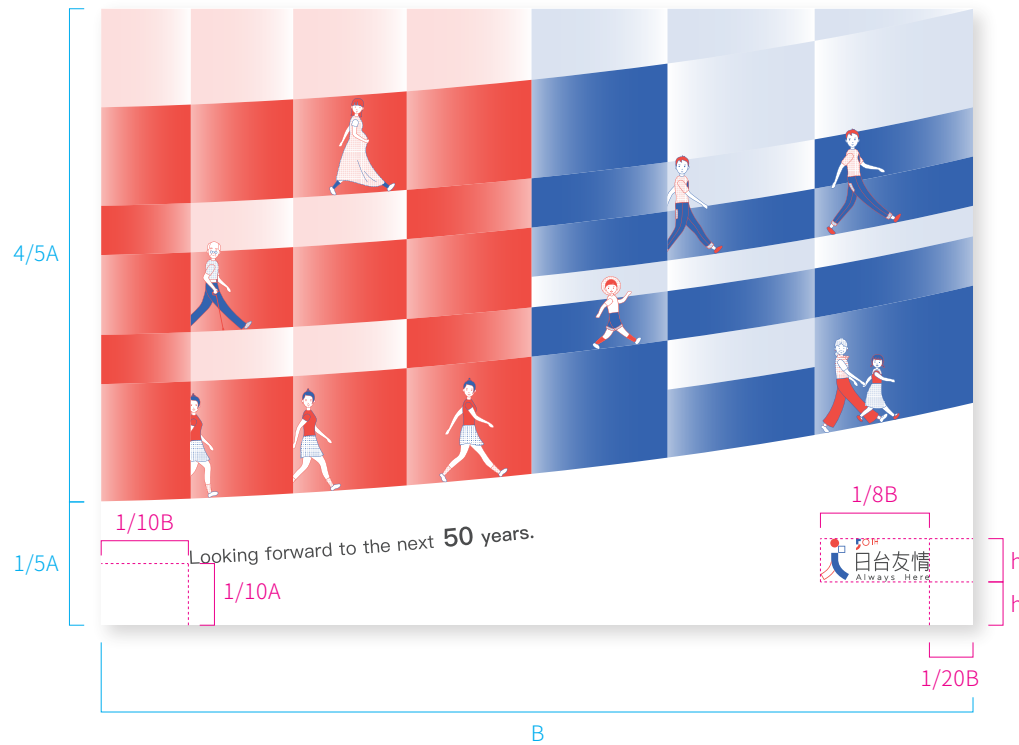 4/5A
1/8B
1/10B
Looking forward to the next 50 years.
1/5A
日台友情
Always Here
h
1/10A
h
1/20B
B